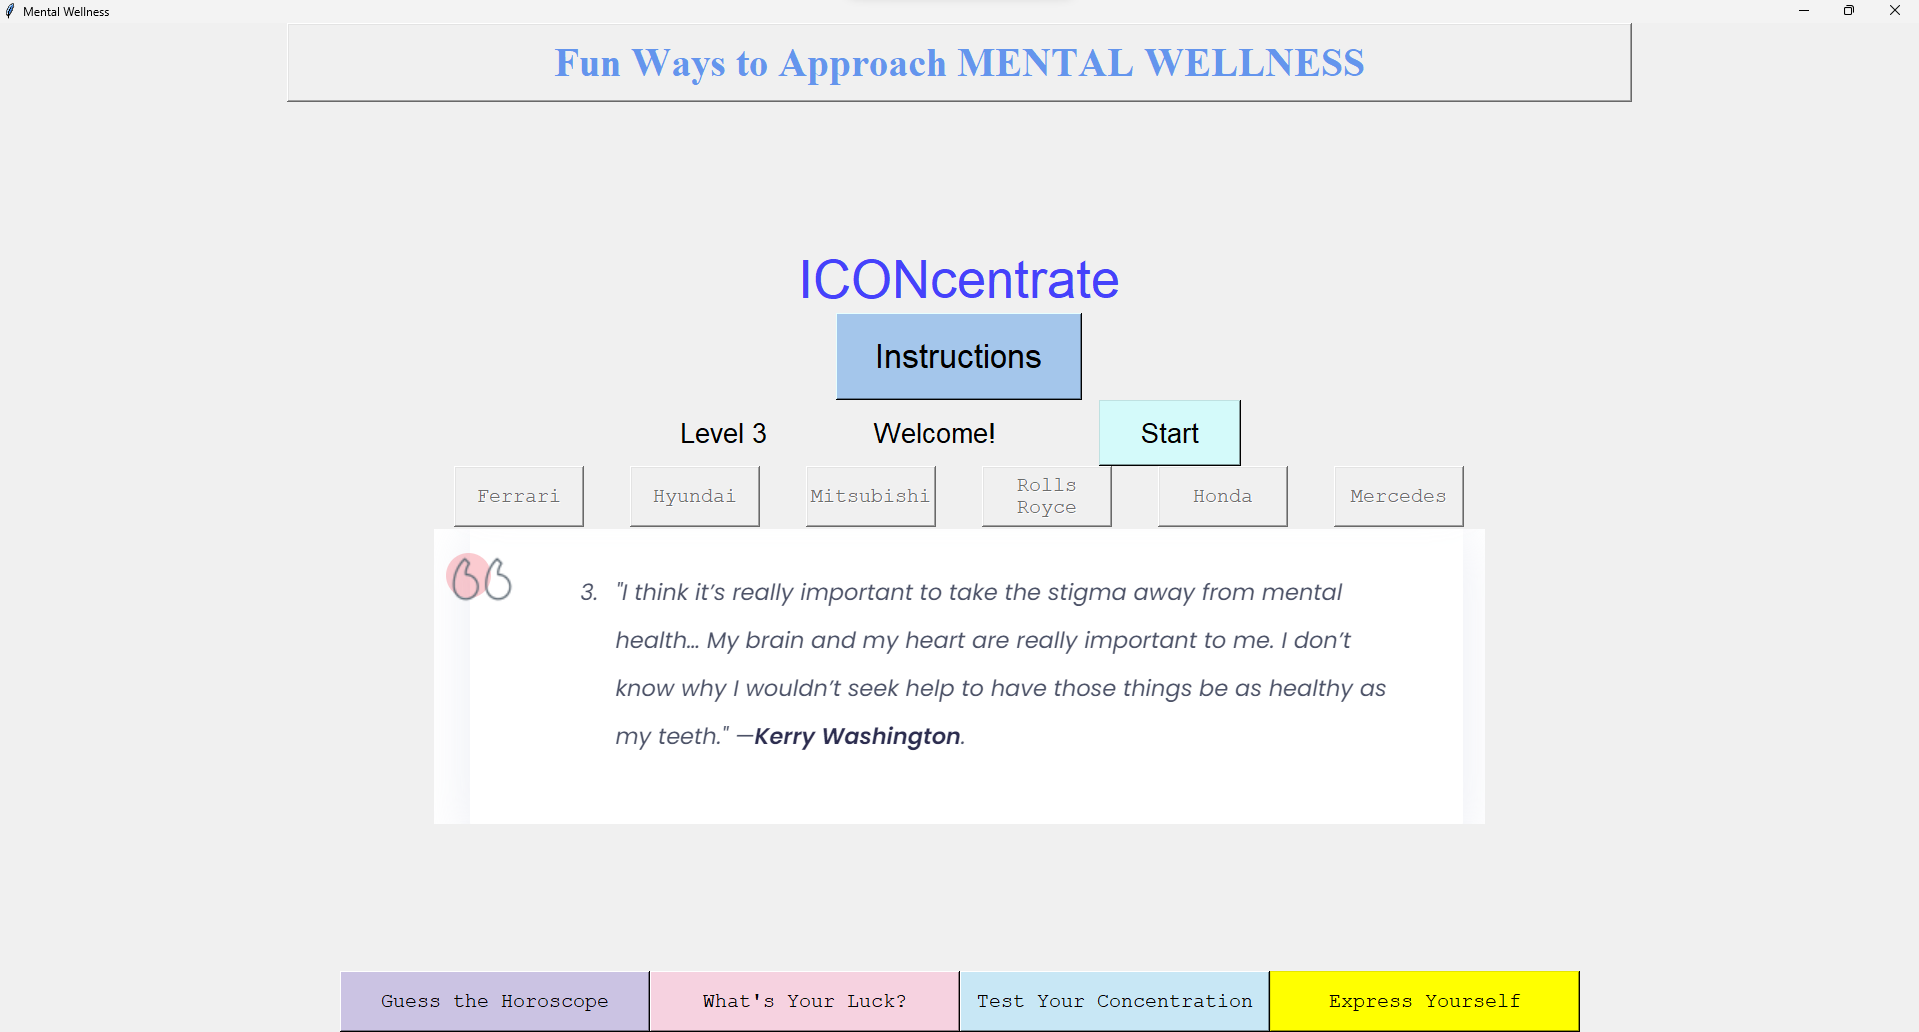 Mental Wellness
Fun Ways to Approach MENTAL WELLNESS
ICONcentrate
Instructions
Level 3 Welcome! Start
Ferrari Hyundai Mitsubishi Rolls Royce Honda Mercedes
3. "I think it’s really important to take the stigma away from mental
health... My brain and my heart are really important to me. I don’t
know why I wouldn’t seek help to have those things be as healthy as
my teeth." —Kerry Washington.
Guess the Horoscope What's Your Luck? Test Your Concentration Express Yourself